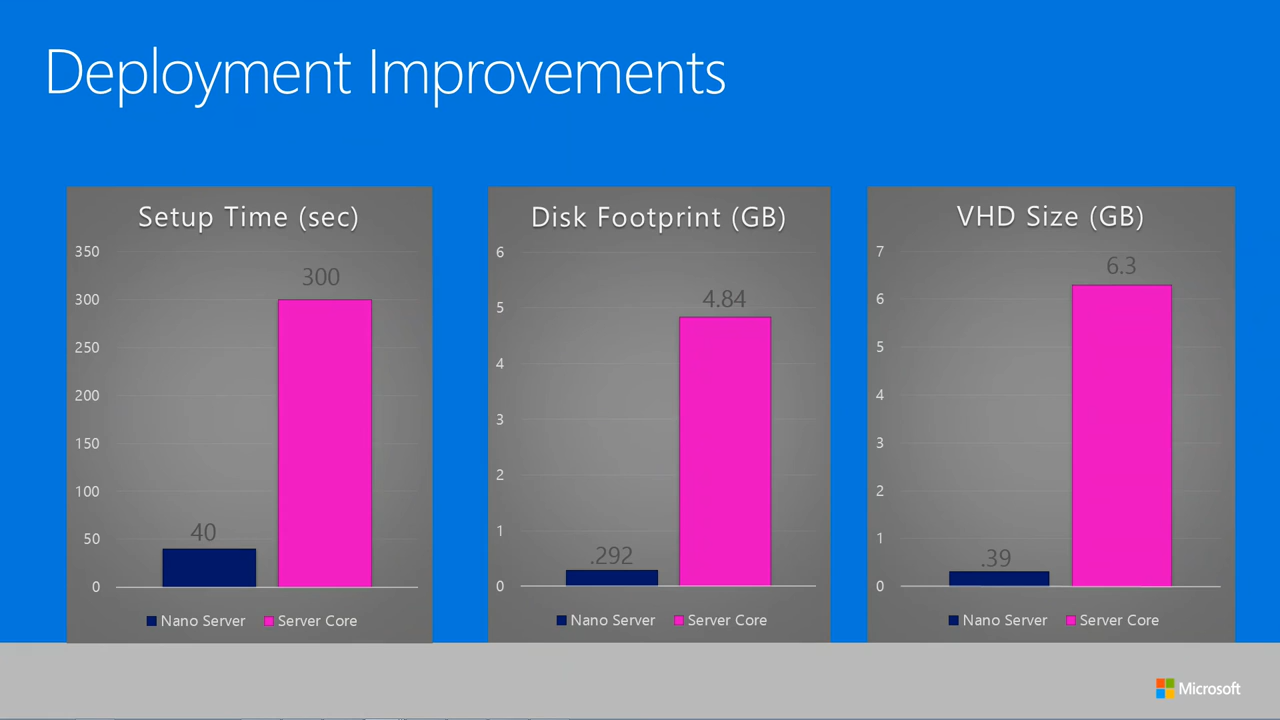 Deployment Improvements
Setup Time (sec)
350
300
250
200
150
100
50
0
300
40
Nano Server
Server Core
Disk Footprint (GB)
6
5
4
3
2
1
0
4.84
.292
Nano Server
Server Core
VHD Size (GB)
7
6
5
4
3
2
1
0
6.3
.39
Nano Server
Server Core
Microsoft